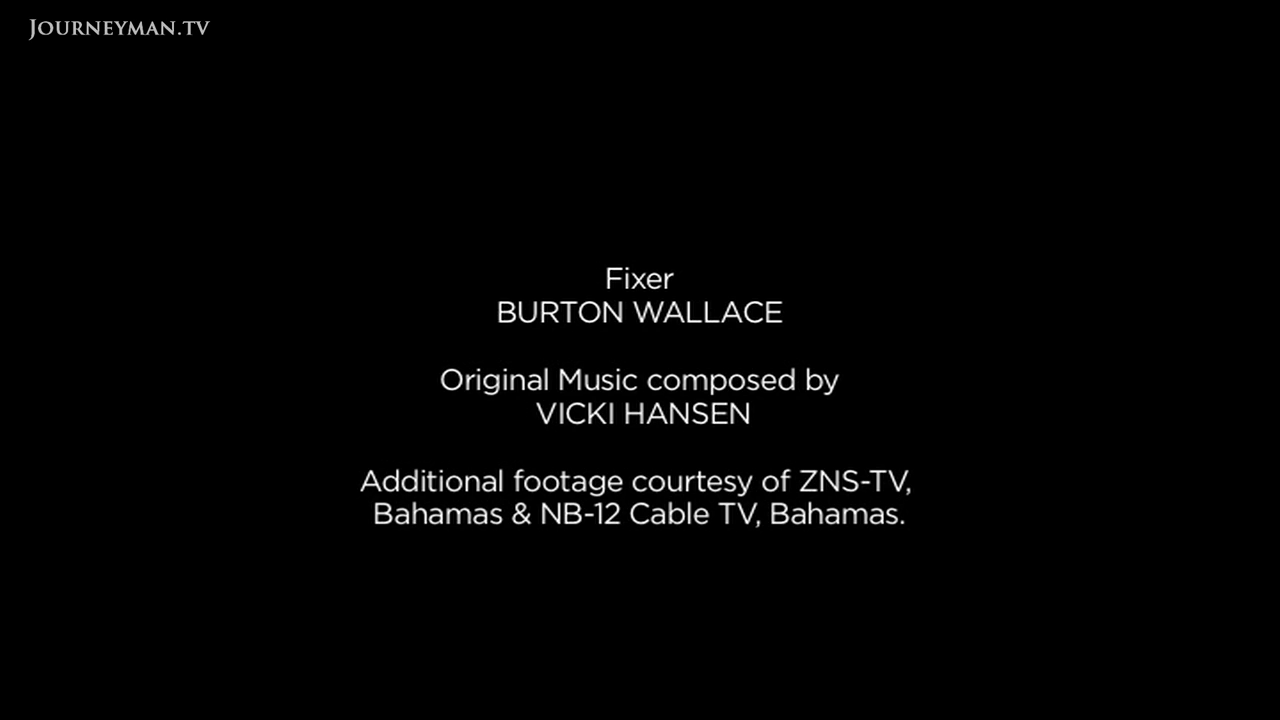 JOURNEYMAN.TV
Fixer
BURTON WALLACE
Original Music composed by
VICKI HANSEN
Additional footage courtesy of ZNS-TV,
Bahamas & NB-12 Cable TV, Bahamas.